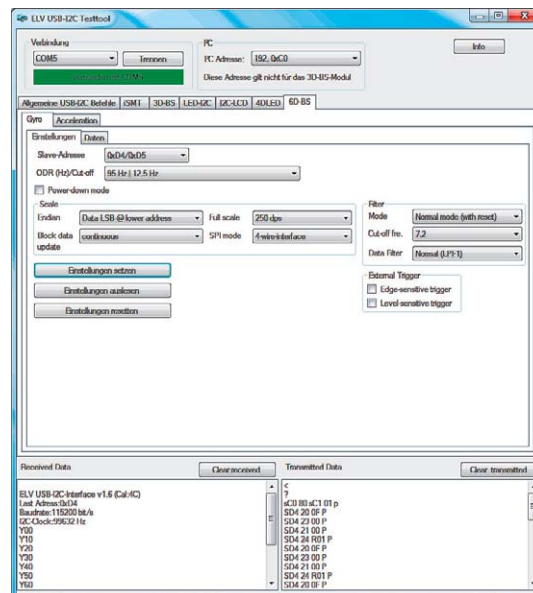 ELV USB-I2C Testtool
Verbindung
COM5
Trennen
I²C
I²C Adresse: 192, 0xC0
Diese Adresse gilt nicht für das 3D-BS-Modul
Info
Allgemeine USB-I2C Befehle iSMT 3D-BS LED-I2C I2C-LCD 4DLED 6D-BS
Gyro Acceleration
Einstellungen Daten
Slave-Adresse 0xD4/0xD5
ODR (Hz)/Cut-off 95 Hz | 12.5 Hz
Power-down mode
Scale
Endian Data LSB @ lower address Full scale 250 dps
Block data update continuous SPI mode 4-wire-interface
Filter
Mode Normal mode (with reset)
Cut-off fre. 7,2
Data Filter Normal (LPF1)
Einstellungen setzen
Einstellungen auslesen
Einstellungen resetten
External Trigger
Edge-sensitive trigger
Level-sensitive trigger
Received Data Clear received
ELV USB-I2C-Interface v1.6 (Cal:4C)
Last Adress:0xD4
Baudrate:115200 bit/s
I2C-Clock:99632 Hz
Y00
Y10
Y20
Y30
Y40
Y50
Y60
Transmitted Data Clear transmitted
<
?
sC0 80 sC1 01 p
SD4 20 0F P
SD4 23 00 P
SD4 21 00 P
SD4 24 R01 P
SD4 20 0F P
SD4 23 00 P
SD4 21 00 P
SD4 24 R01 P
SD4 20 0F P